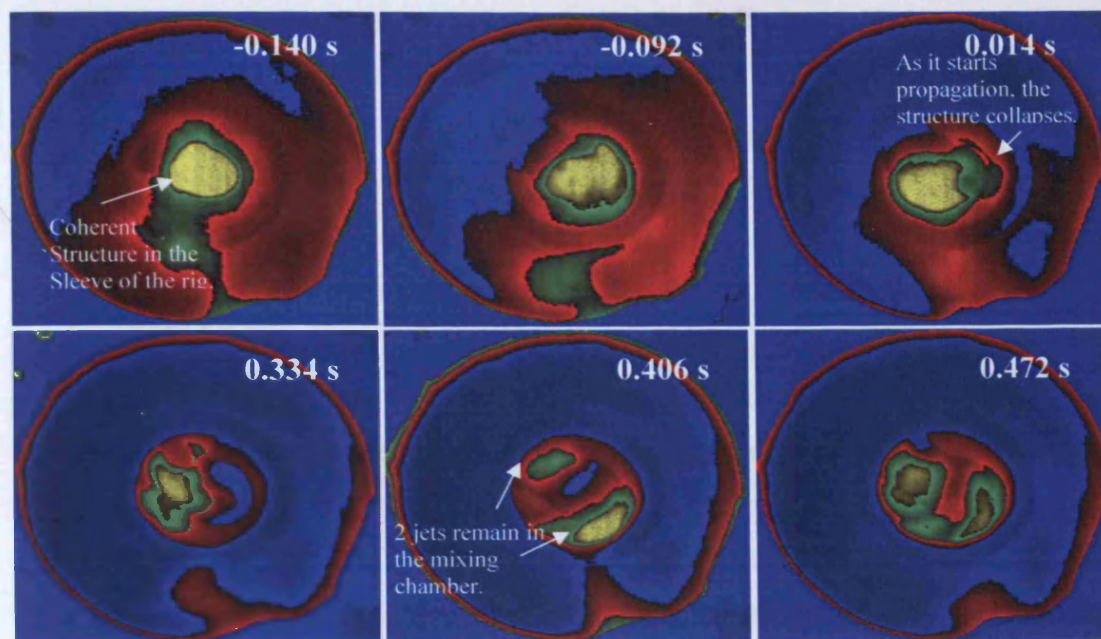 -0.140 s
Coherent
Structure in the
Sleeve of the rig.
-0.092 s
0.014 s
As it starts
propagation, the
structure collapses.
0.334 s
0.406 s
2 jets remain in
the mixing
chamber.
0.472 s